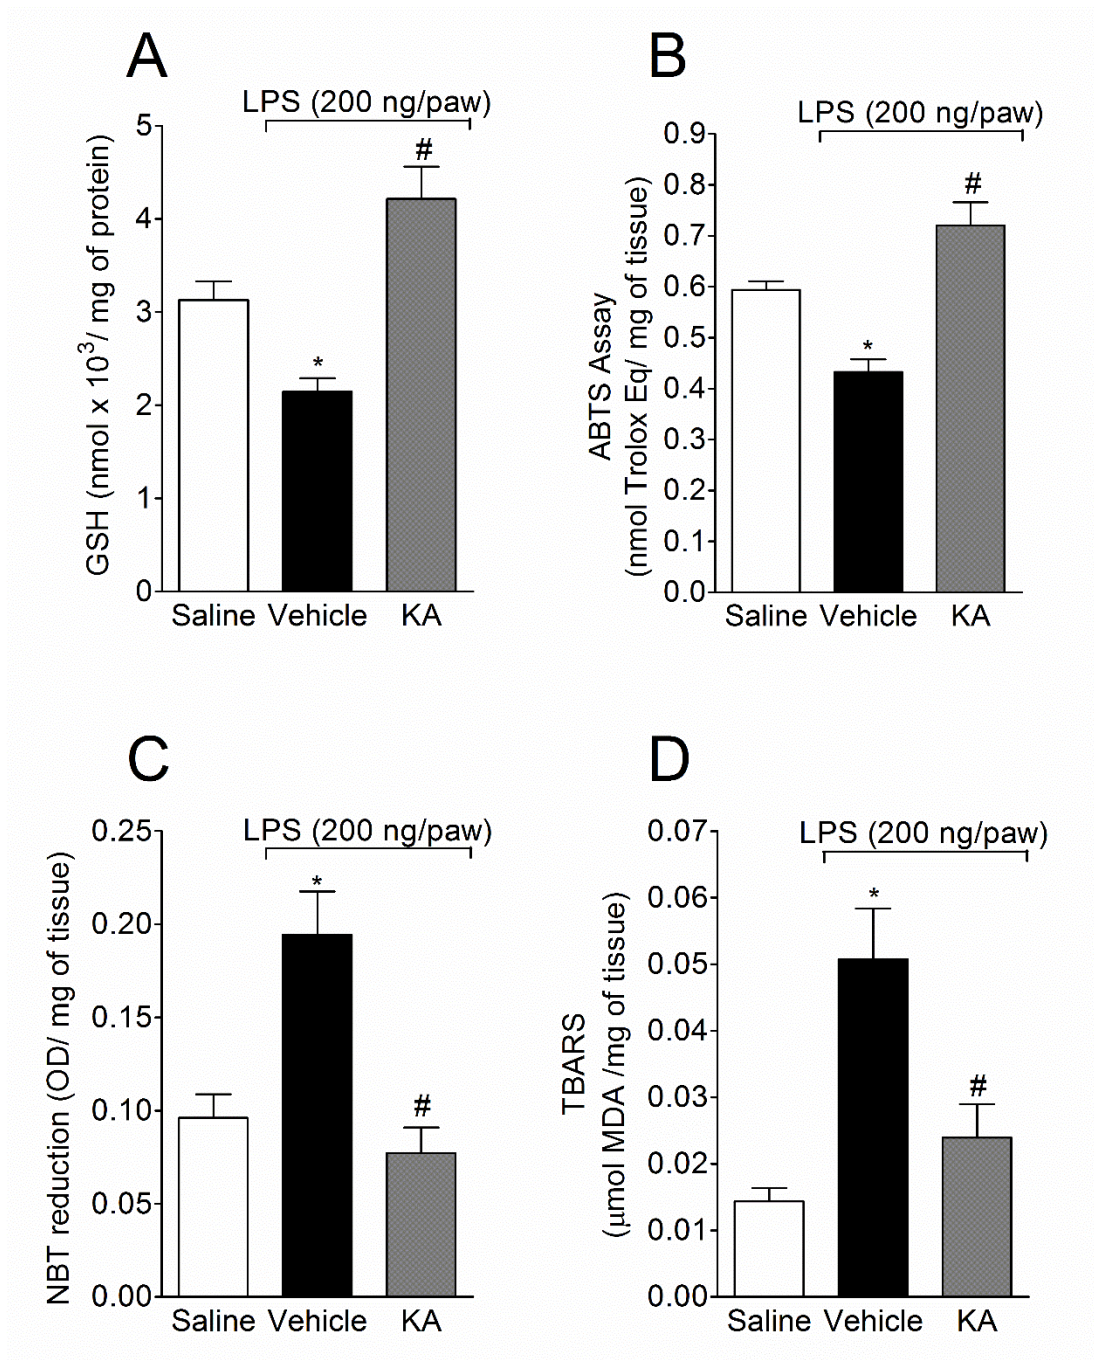 A
LPS (200 ng/paw)
GSH (nmol x 10³/ mg of protein)
5
4
3
2
1
0
#
*
Saline Vehicle KA
B
LPS (200 ng/paw)
ABTS Assay
(nmol Trolox Eq/ mg of tissue)
0.9
0.8
0.7
0.6
0.5
0.4
0.3
0.2
0.1
0.0
#
*
Saline Vehicle KA
C
LPS (200 ng/paw)
NBT reduction (OD/ mg of tissue)
0.25
0.20
0.15
0.10
0.05
0.00
*
#
Saline Vehicle KA
D
LPS (200 ng/paw)
TBARS
(µmol MDA /mg of tissue)
0.07
0.06
0.05
0.04
0.03
0.02
0.01
0.00
*
#
Saline Vehicle KA